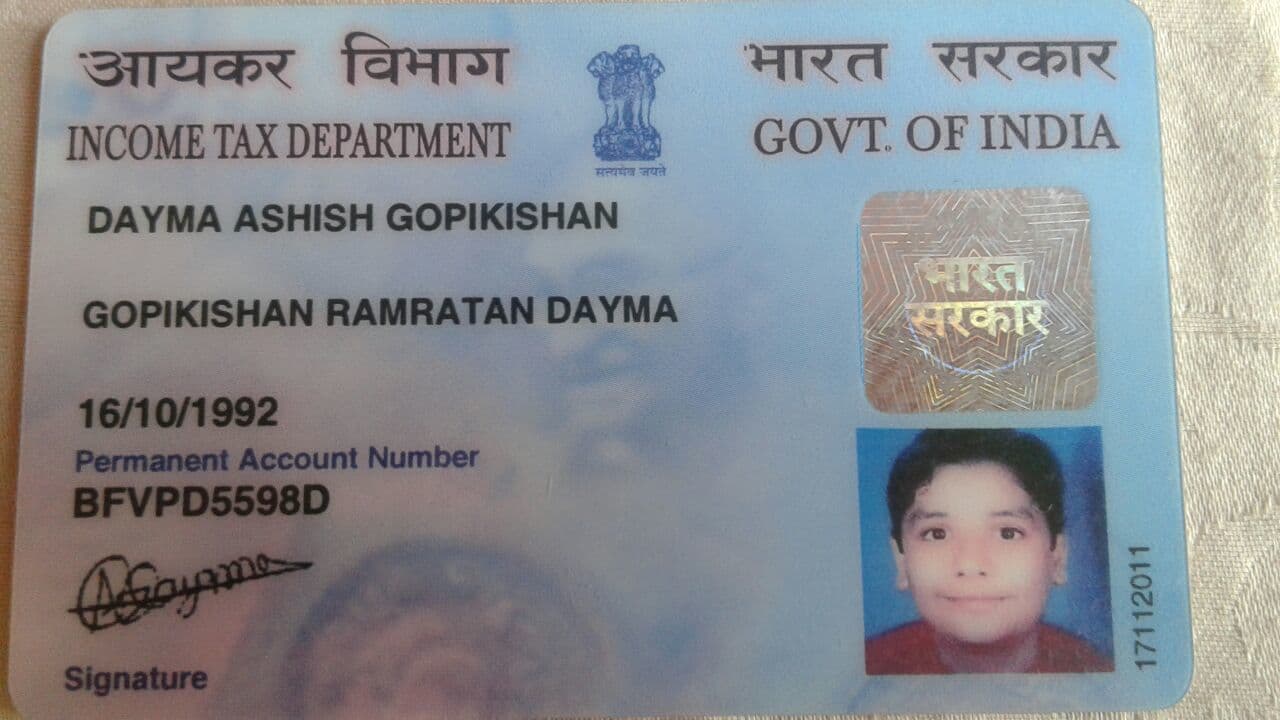 आयकर विभाग
भारत सरकार
INCOME TAX DEPARTMENT
GOVT. OF INDIA
सत्यमेव जयते
DAYMA ASHISH GOPIKISHAN
भारत
सरकार
GOPIKISHAN RAMRATAN DAYMA
16/10/1992
Permanent Account Number
BFVPD5598D
Signature
17112011